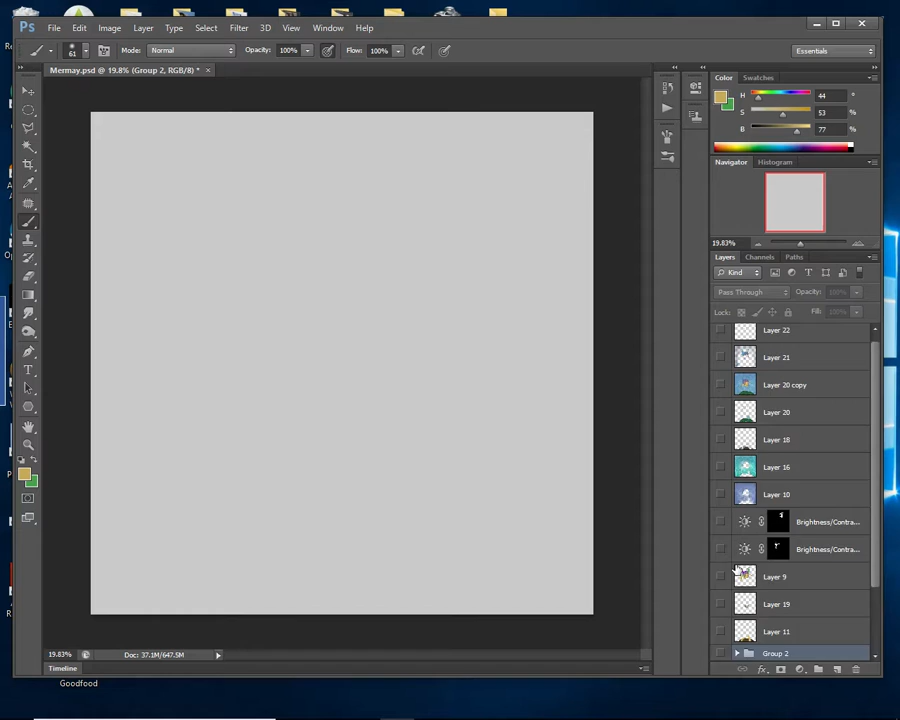 Ps File Edit Image Layer Type Select Filter 3D View Window Help
61 Mode: Normal Opacity: 100% Flow: 100% Essentials
Mermay.psd @ 19.8% (Group 2, RGB/8) * ×
Color Swatches
H 44 °
S 53 %
B 77 %
Navigator Histogram
19.83%
Layers Channels Paths
Kind
Pass Through Opacity: 100%
Lock: Fill: 100%
Layer 22
Layer 21
Layer 20 copy
Layer 20
Layer 18
Layer 16
Layer 10
Brightness/Contra...
Brightness/Contra...
Layer 9
Layer 19
Layer 11
Group 2
fx
19.83% Doc: 37.1M/647.5M
Timeline
Goodfood